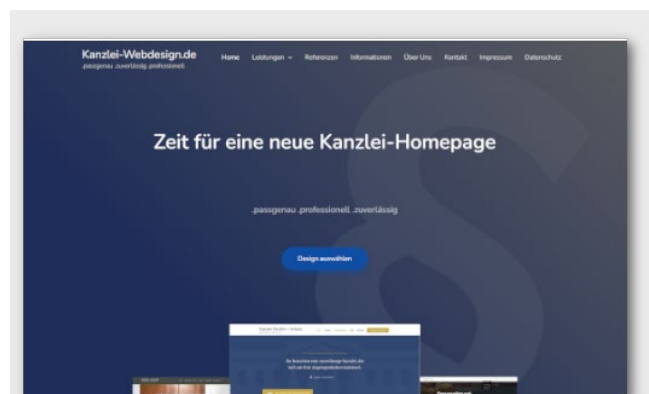 Kanzlei-Webdesign.de
.passgenau .zuverlässig .professionell
Home Leistungen Referenzen Informationen Über Uns Kontakt Impressum Datenschutz
Zeit für eine neue Kanzlei-Homepage
.passgenau .professionell .zuverlässig
Design auswählen